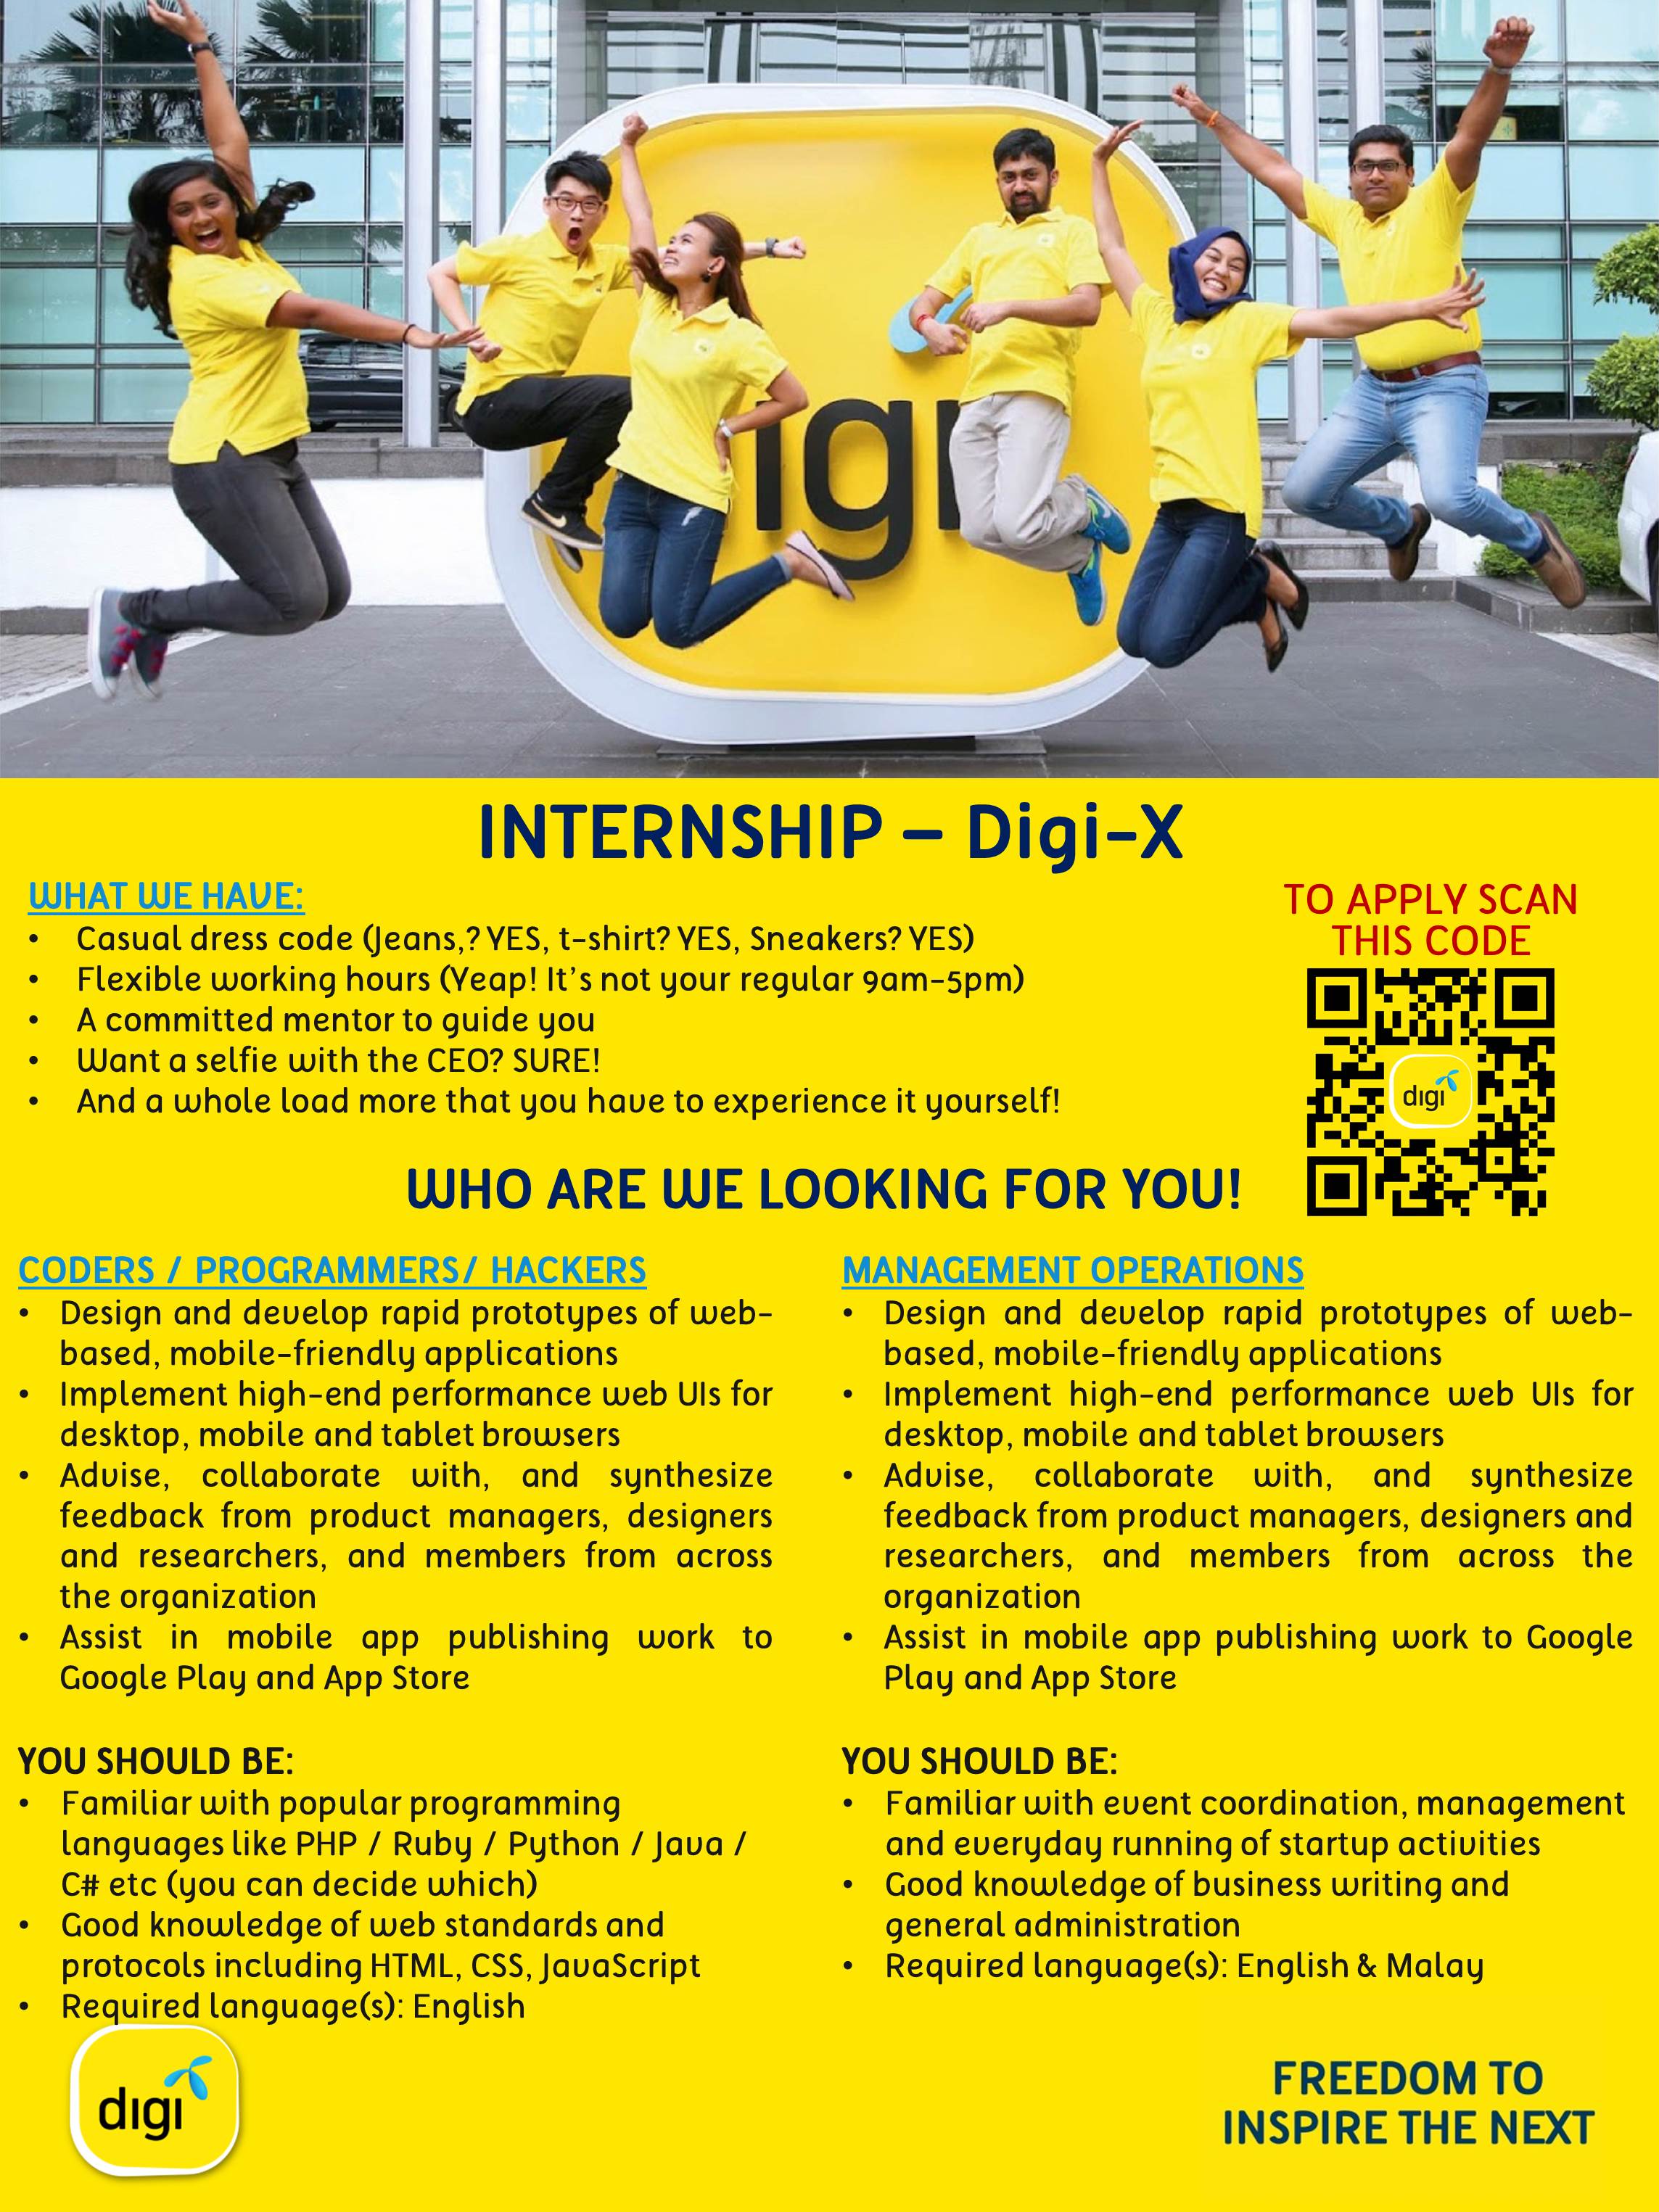 igi
INTERNSHIP – Digi-X
WHAT WE HAVE:
• Casual dress code (Jeans,? YES, t-shirt? YES, Sneakers? YES)
• Flexible working hours (Yeap! It's not your regular 9am-5pm)
• A committed mentor to guide you
• Want a selfie with the CEO? SURE!
• And a whole load more that you have to experience it yourself!
TO APPLY SCAN
THIS CODE
digi
WHO ARE WE LOOKING FOR YOU!
CODERS / PROGRAMMERS/ HACKERS
• Design and develop rapid prototypes of web-
based, mobile-friendly applications
• Implement high-end performance web UIs for
desktop, mobile and tablet browsers
• Advise, collaborate with, and synthesize
feedback from product managers, designers
and researchers, and members from across
the organization
• Assist in mobile app publishing work to
Google Play and App Store
YOU SHOULD BE:
• Familiar with popular programming
languages like PHP / Ruby / Python / Java /
C# etc (you can decide which)
• Good knowledge of web standards and
protocols including HTML, CSS, JavaScript
• Required language(s): English
MANAGEMENT OPERATIONS
• Design and develop rapid prototypes of web-
based, mobile-friendly applications
• Implement high-end performance web UIs for
desktop, mobile and tablet browsers
• Advise, collaborate with, and synthesize
feedback from product managers, designers and
researchers, and members from across the
organization
• Assist in mobile app publishing work to Google
Play and App Store
YOU SHOULD BE:
• Familiar with event coordination, management
and everyday running of startup activities
• Good knowledge of business writing and
general administration
• Required language(s): English & Malay
digi
FREEDOM TO
INSPIRE THE NEXT